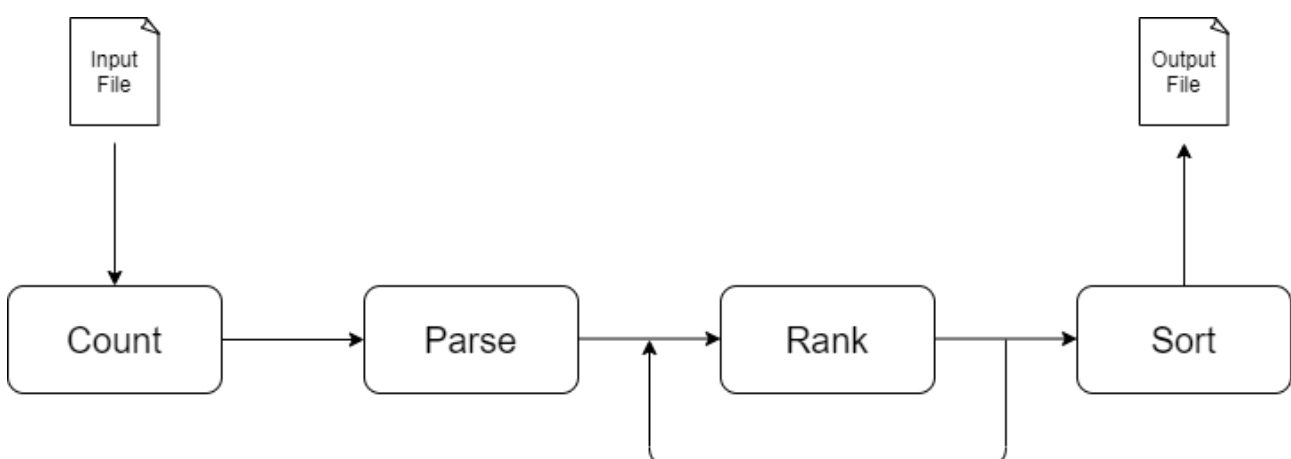 Input
File
Output
File
Count
Parse
Rank
Sort